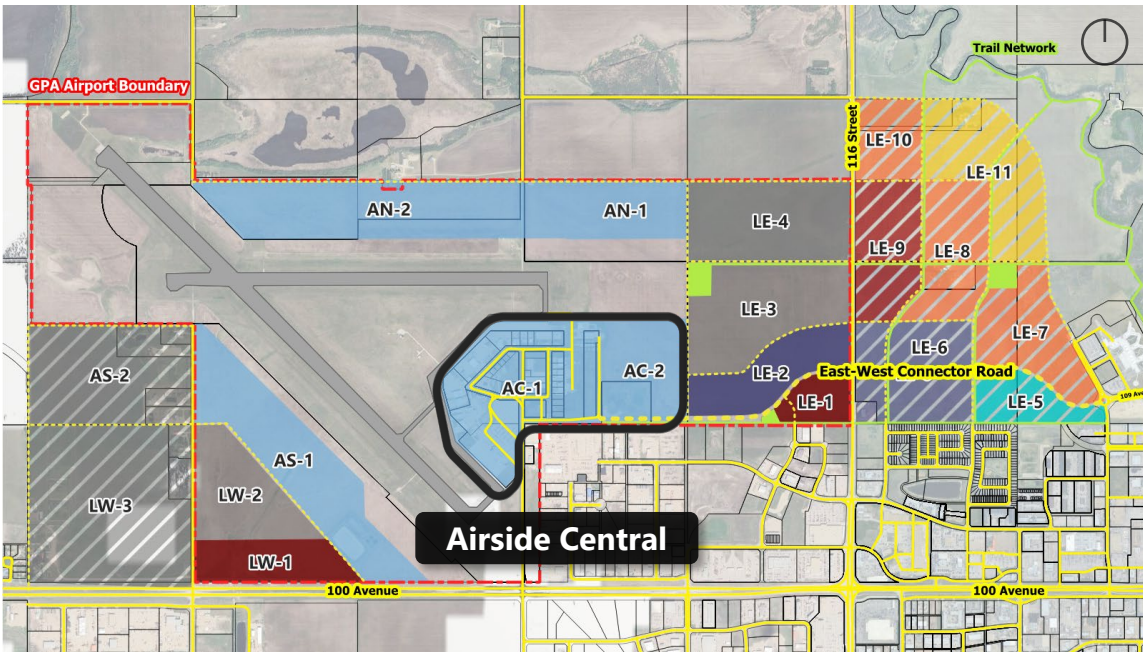 Trail Network
GPA Airport Boundary
116 Street
LE-10
LE-11
AN-2
AN-1
LE-4
LE-9
LE-8
LE-3
LE-7
LE-6
AS-2
AC-1
AC-2
LE-2
East-West Connector Road
LE-1
LE-5
109 Ave
AS-1
LW-2
LW-3
Airside Central
LW-1
100 Avenue
100 Avenue